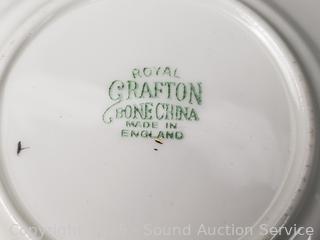 ROYAL
GRAFTON
BONE CHINA
MADE IN
ENGLAND
Sound Auction Service